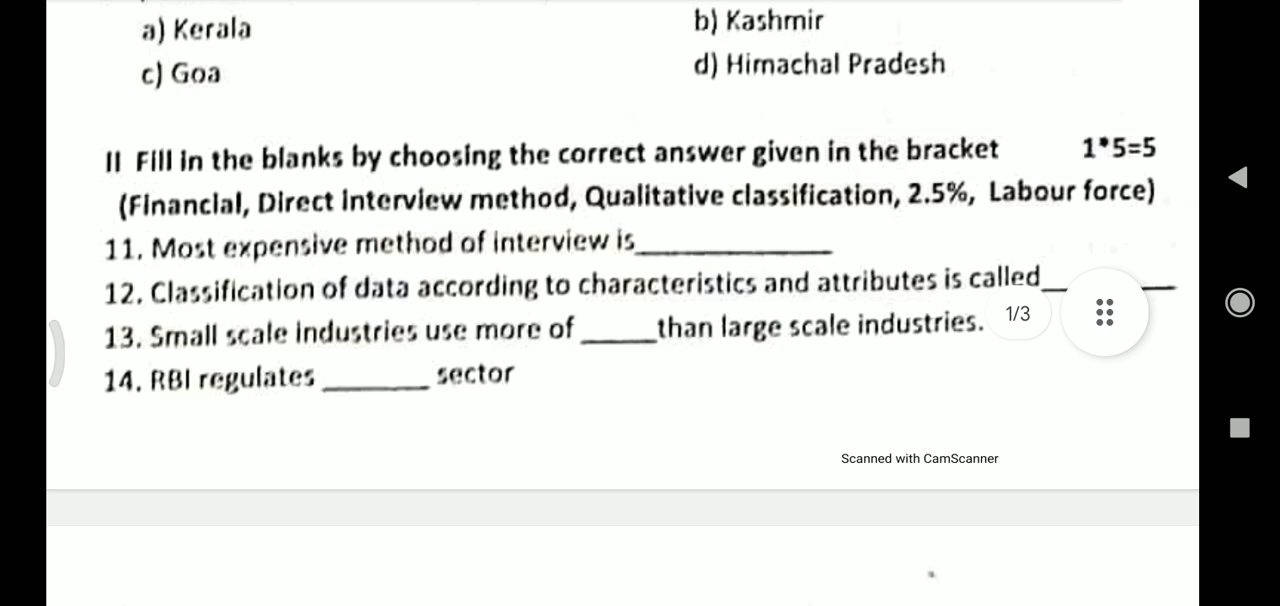 a) Kerala b) Kashmir
c) Goa d) Himachal Pradesh
II Fill in the blanks by choosing the correct answer given in the bracket 1*5=5
(Financial, Direct Interview method, Qualitative classification, 2.5%, Labour force)
11. Most expensive method of interview is____________
12. Classification of data according to characteristics and attributes is called____________
13. Small scale industries use more of _____than large scale industries.
1/3
14. RBI regulates _______ sector
Scanned with CamScanner